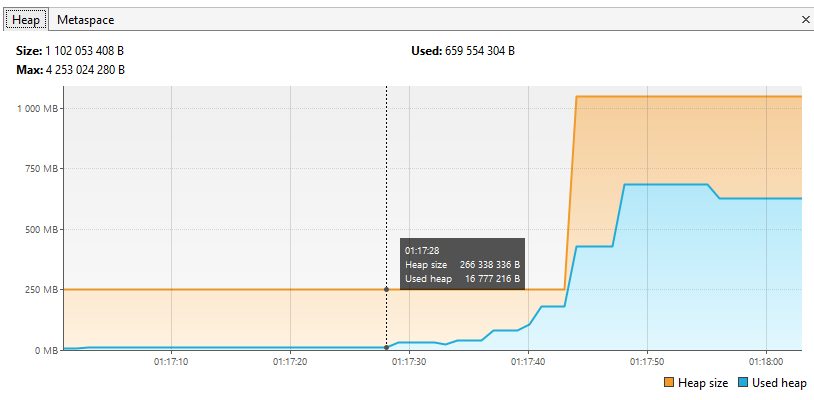 Heap Metaspace ×
Size: 1 102 053 408 B Used: 659 554 304 B
Max: 4 253 024 280 B
1 000 MB
750 MB
500 MB
250 MB
0 MB
01:17:28
Heap size 266 338 336 B
Used heap 16 777 216 B
01:17:10 01:17:20 01:17:30 01:17:40 01:17:50 01:18:00
Heap size Used heap